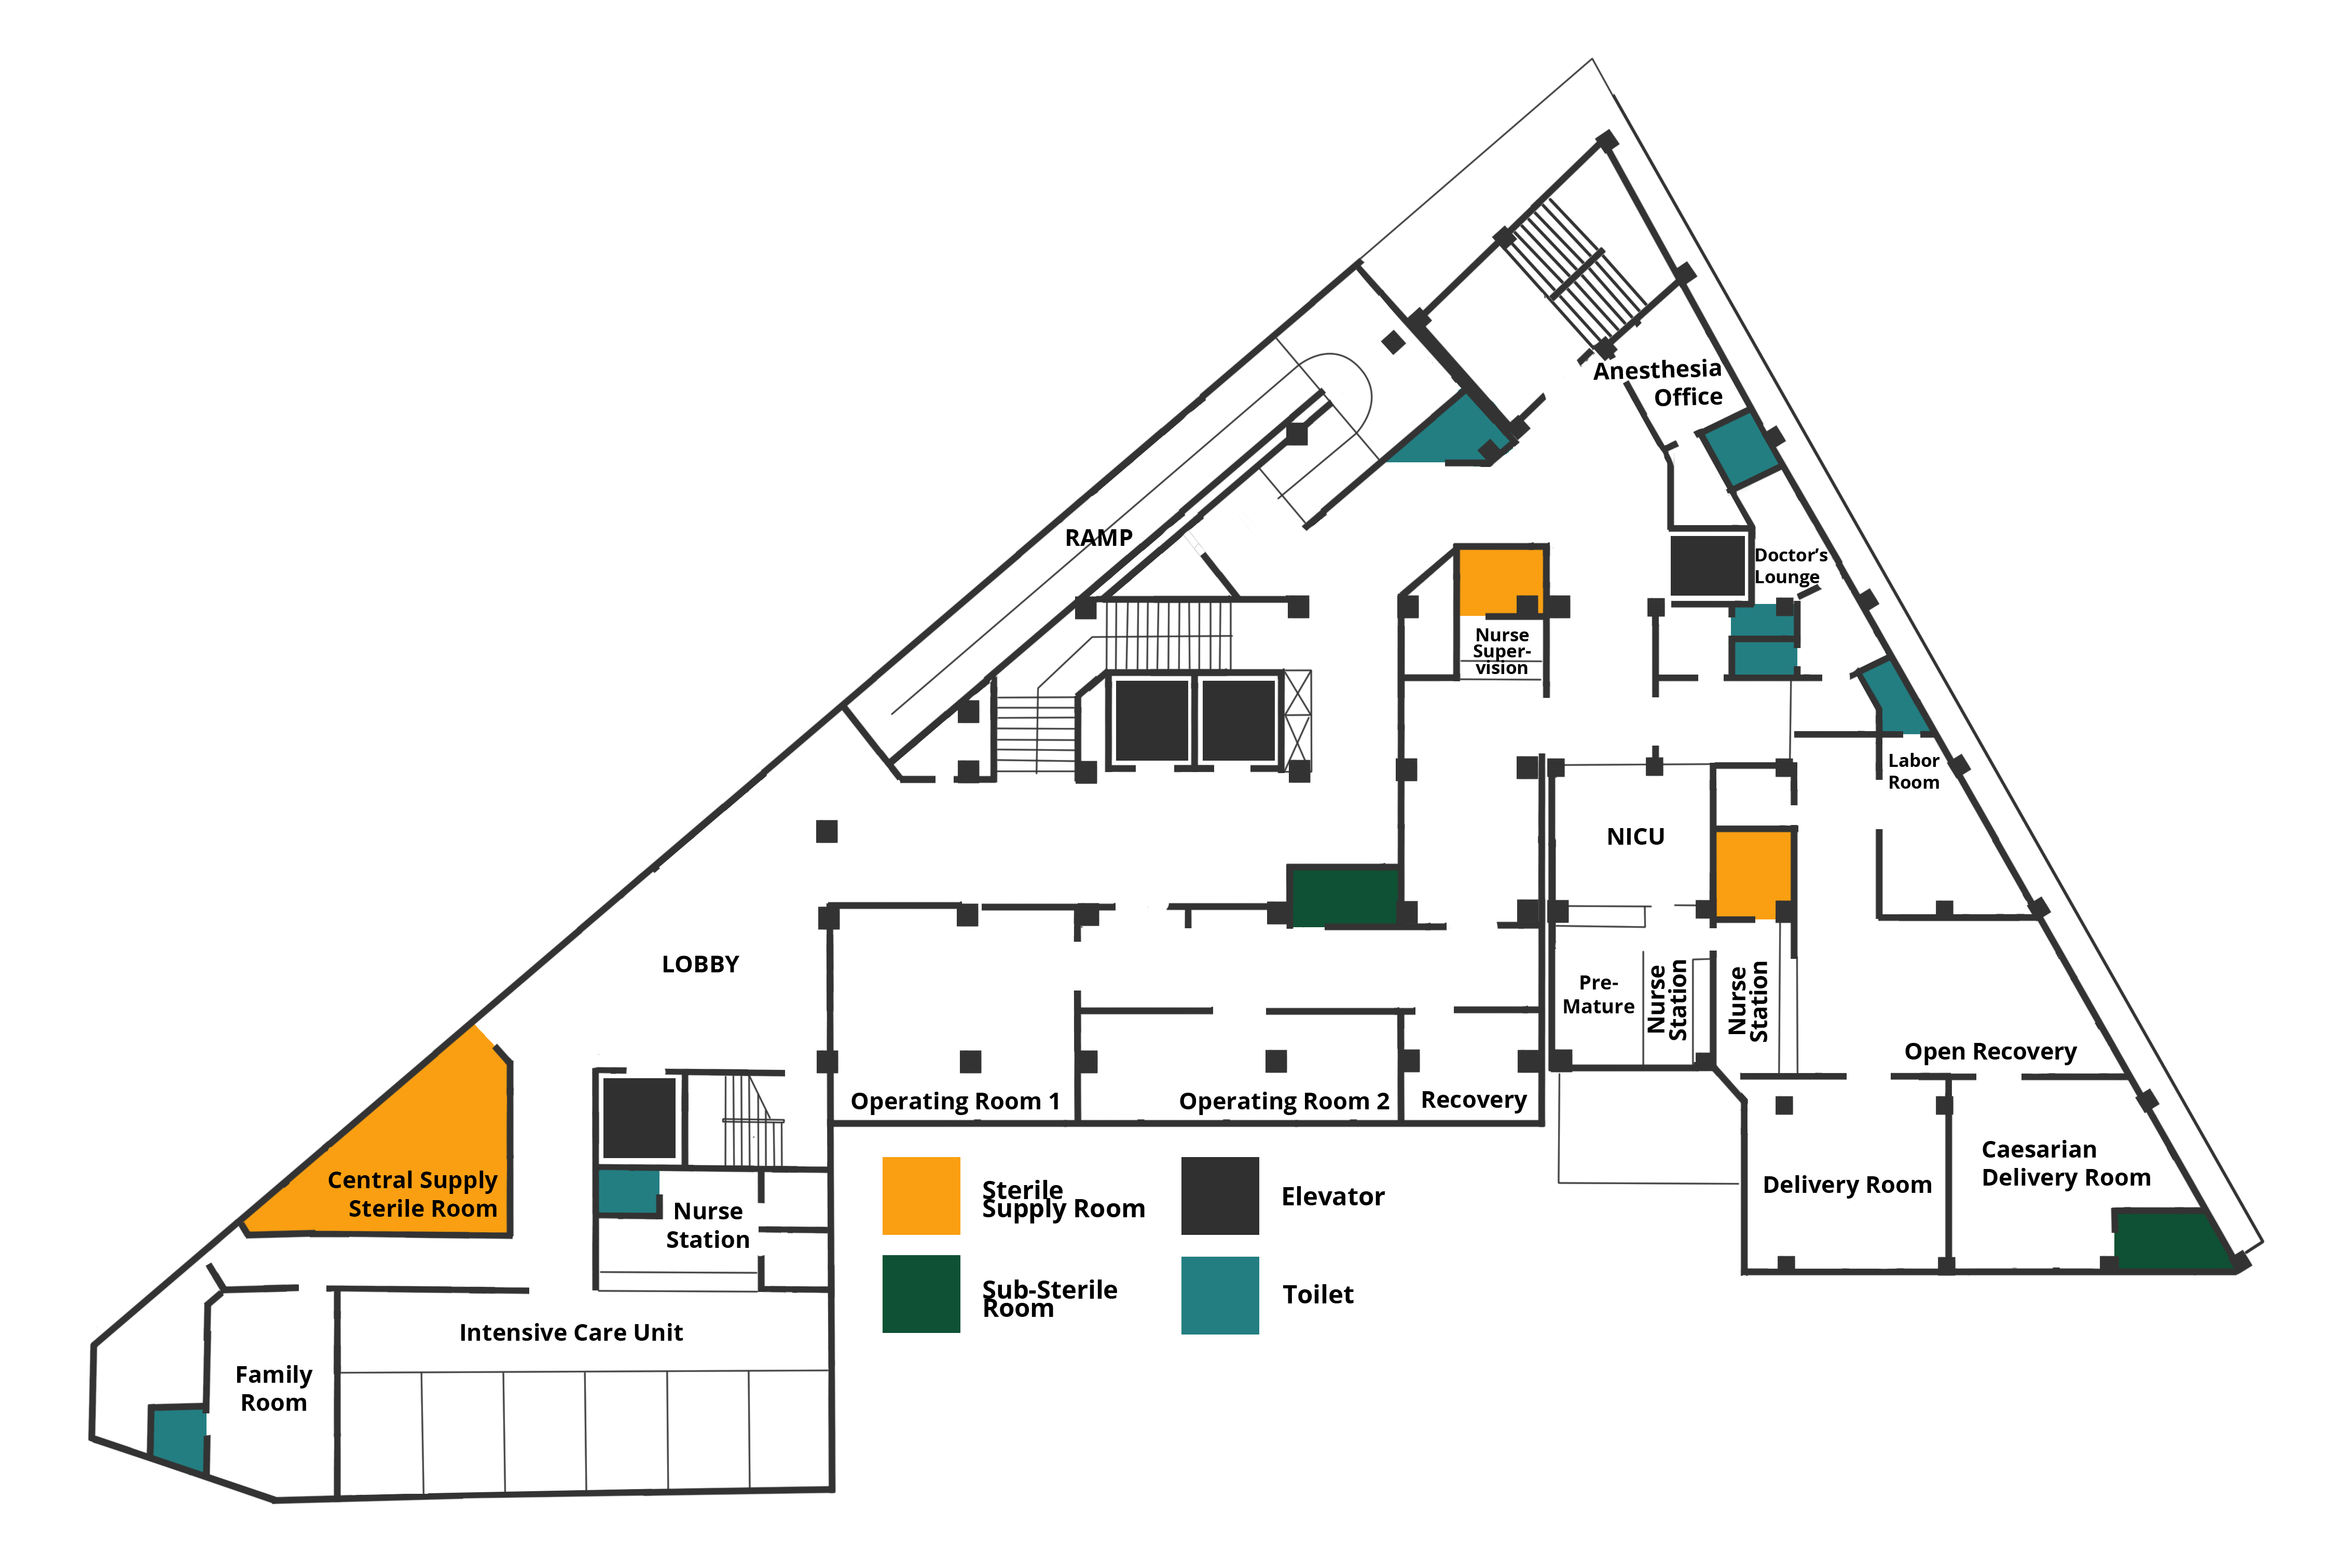 Anesthesia
Office
RAMP
Doctor's
Lounge
Nurse
Super-
vision
Labor
Room
NICU
LOBBY
Pre-
Mature
Nurse
Station
Nurse
Station
Open Recovery
Operating Room 1
Operating Room 2
Recovery
Caesarian
Delivery Room
Delivery Room
Central Supply
Sterile Room
Nurse
Station
Intensive Care Unit
Family
Room
Sterile
Supply Room
Elevator
Sub-Sterile
Room
Toilet